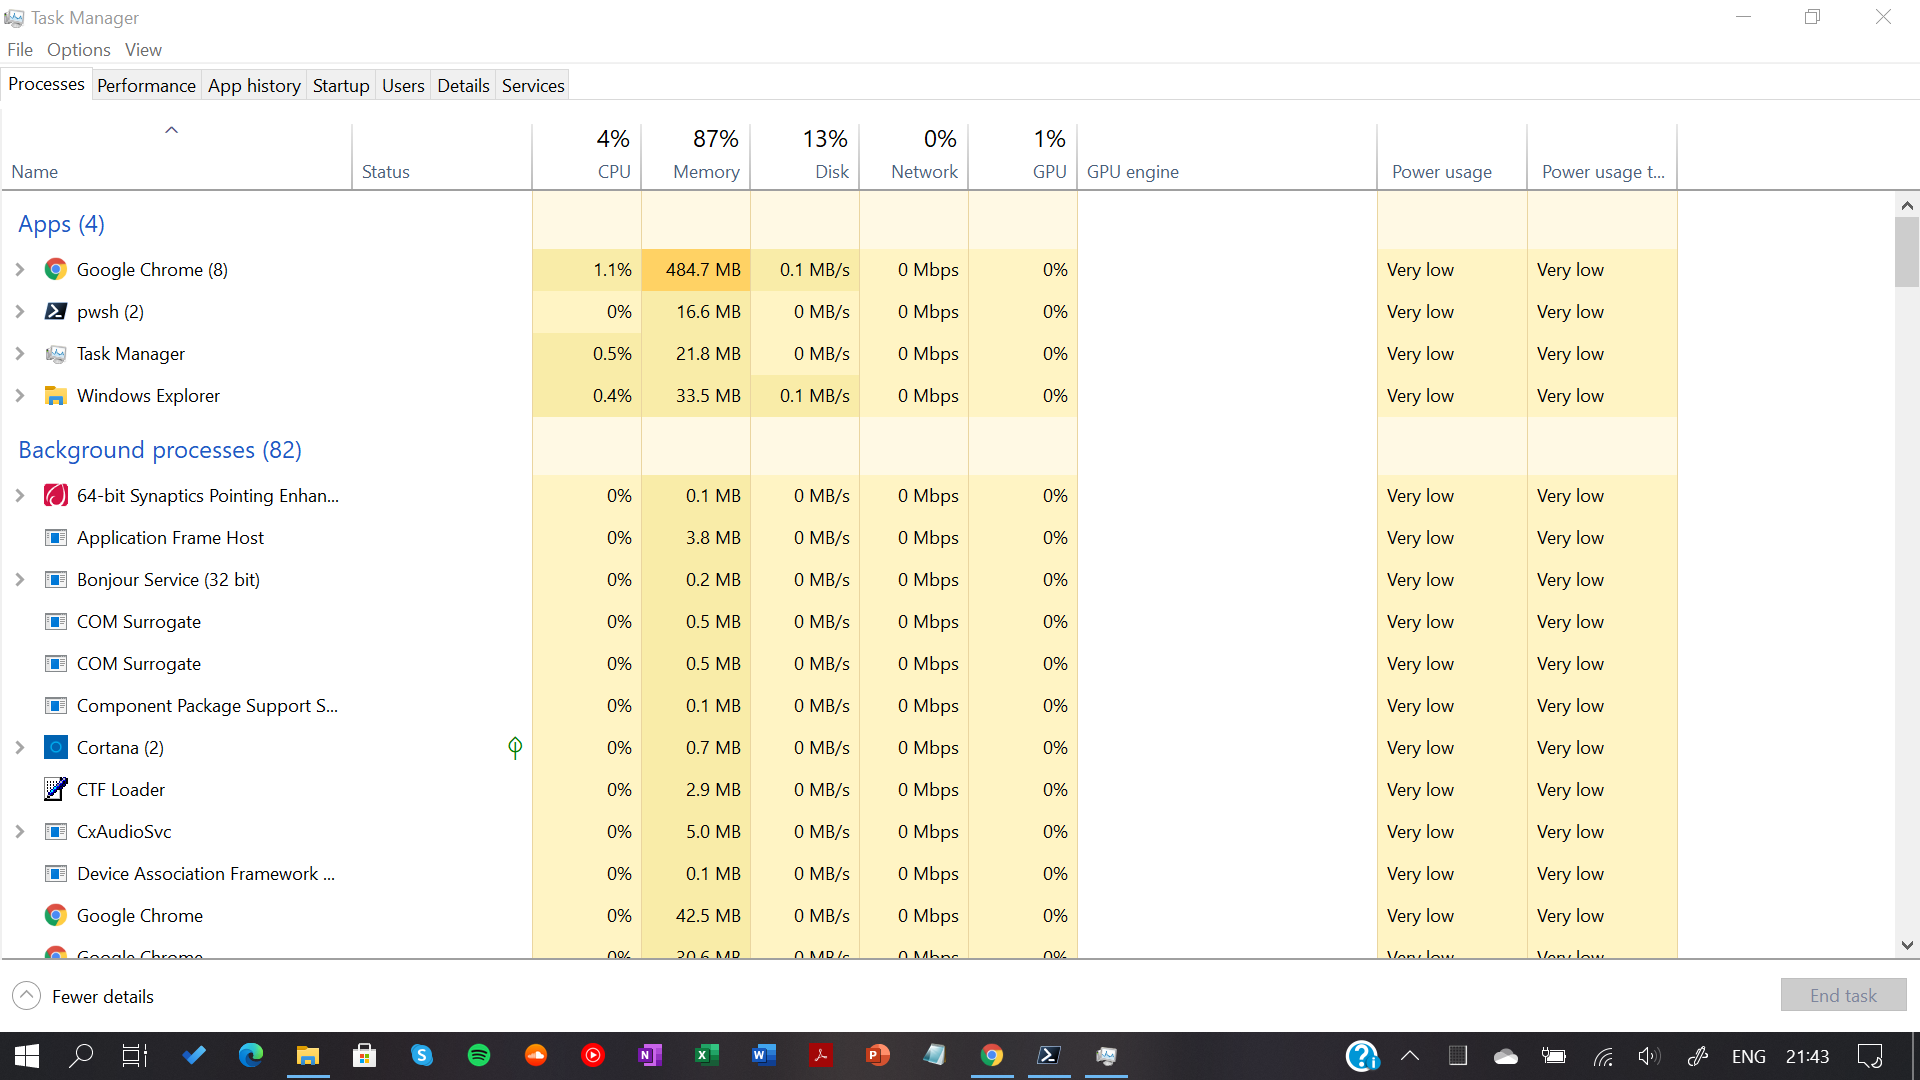 Task Manager
File Options View
Processes Performance App history Startup Users Details Services
4% 87% 13% 0% 1%
Name Status CPU Memory Disk Network GPU GPU engine Power usage Power usage t...
Apps (4)
Google Chrome (8) 1.1% 484.7 MB 0.1 MB/s 0 Mbps 0% Very low Very low
pwsh (2) 0% 16.6 MB 0 MB/s 0 Mbps 0% Very low Very low
Task Manager 0.5% 21.8 MB 0 MB/s 0 Mbps 0% Very low Very low
Windows Explorer 0.4% 33.5 MB 0.1 MB/s 0 Mbps 0% Very low Very low
Background processes (82)
64-bit Synaptics Pointing Enhan... 0% 0.1 MB 0 MB/s 0 Mbps 0% Very low Very low
Application Frame Host 0% 3.8 MB 0 MB/s 0 Mbps 0% Very low Very low
Bonjour Service (32 bit) 0% 0.2 MB 0 MB/s 0 Mbps 0% Very low Very low
COM Surrogate 0% 0.5 MB 0 MB/s 0 Mbps 0% Very low Very low
COM Surrogate 0% 0.5 MB 0 MB/s 0 Mbps 0% Very low Very low
Component Package Support S... 0% 0.1 MB 0 MB/s 0 Mbps 0% Very low Very low
Cortana (2) 0% 0.7 MB 0 MB/s 0 Mbps 0% Very low Very low
CTF Loader 0% 2.9 MB 0 MB/s 0 Mbps 0% Very low Very low
CxAudioSvc 0% 5.0 MB 0 MB/s 0 Mbps 0% Very low Very low
Device Association Framework ... 0% 0.1 MB 0 MB/s 0 Mbps 0% Very low Very low
Google Chrome 0% 42.5 MB 0 MB/s 0 Mbps 0% Very low Very low
Google Chrome 0% 30.6 MB 0 MB/s 0 Mbps 0% Very low Very low
Fewer details End task
ENG 21:43